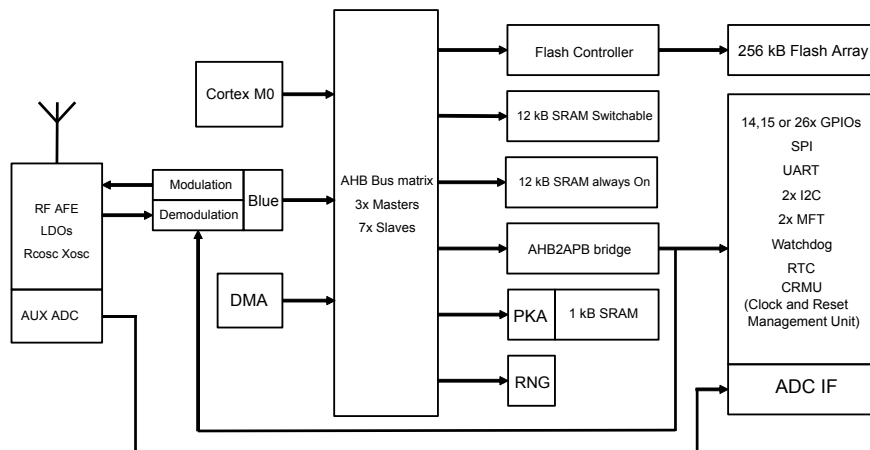 Cortex M0
RF AFE
LDOs
Rcosc Xosc
AUX ADC
Modulation
Demodulation
Blue
DMA
AHB Bus matrix
3x Masters
7x Slaves
Flash Controller
12 kB SRAM Switchable
12 kB SRAM always On
AHB2APB bridge
PKA
1 kB SRAM
RNG
256 kB Flash Array
14,15 or 26x GPIOs
SPI
UART
2x I2C
2x MFT
Watchdog
RTC
CRMU
(Clock and Reset
Management Unit)
ADC IF